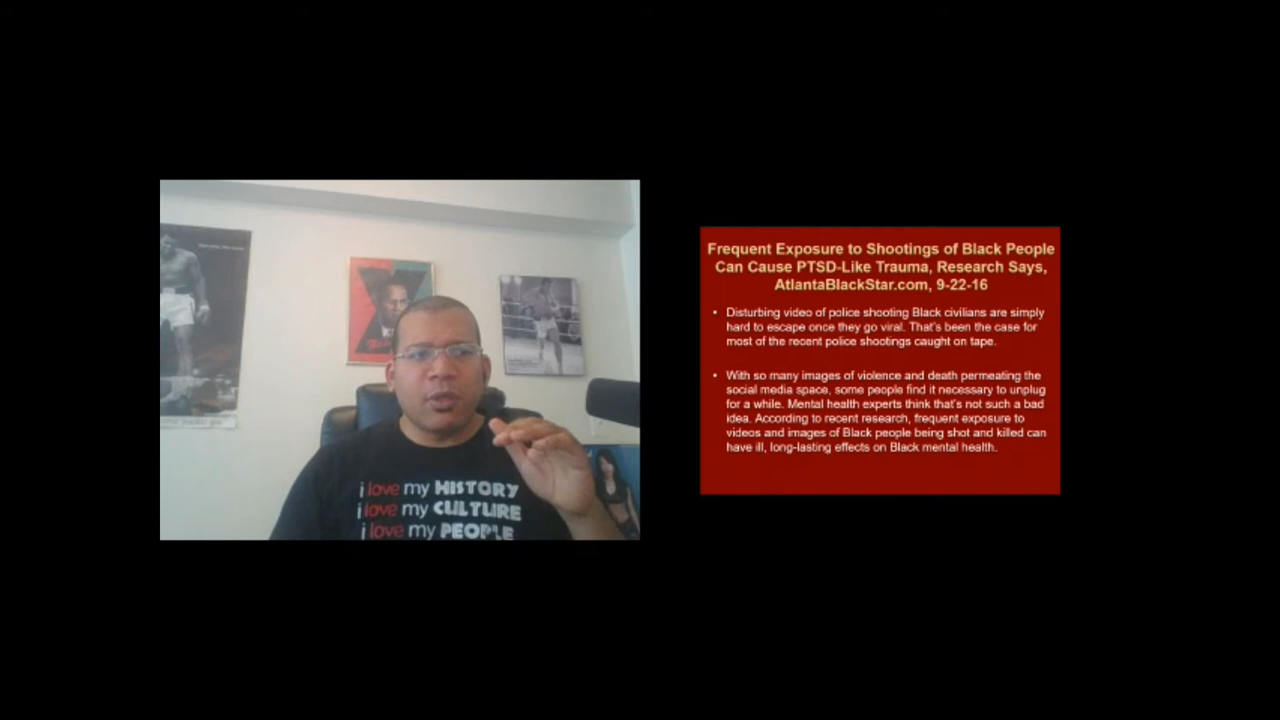 i love my HISTORY
i love my CULTURE
i love my PEOPLE
Frequent Exposure to Shootings of Black People
Can Cause PTSD-Like Trauma, Research Says,
AtlantaBlackStar.com, 9-22-16
• Disturbing video of police shooting Black civilians are simply
hard to escape once they go viral. That's been the case for
most of the recent police shootings caught on tape.
• With so many images of violence and death permeating the
social media space, some people find it necessary to unplug
for a while. Mental health experts think that's not such a bad
idea. According to recent research, frequent exposure to
videos and images of Black people being shot and killed can
have ill, long-lasting effects on Black mental health.